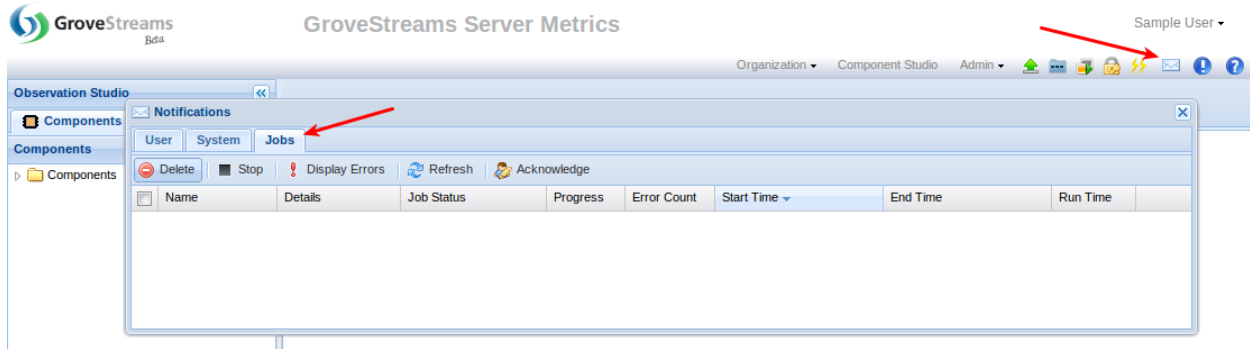 GroveStreams
Beta
GroveStreams Server Metrics
Sample User
Organization Component Studio Admin
Observation Studio
Components
Components
Components
Notifications
User System Jobs
Delete Stop Display Errors Refresh Acknowledge
Name Details Job Status Progress Error Count Start Time End Time Run Time